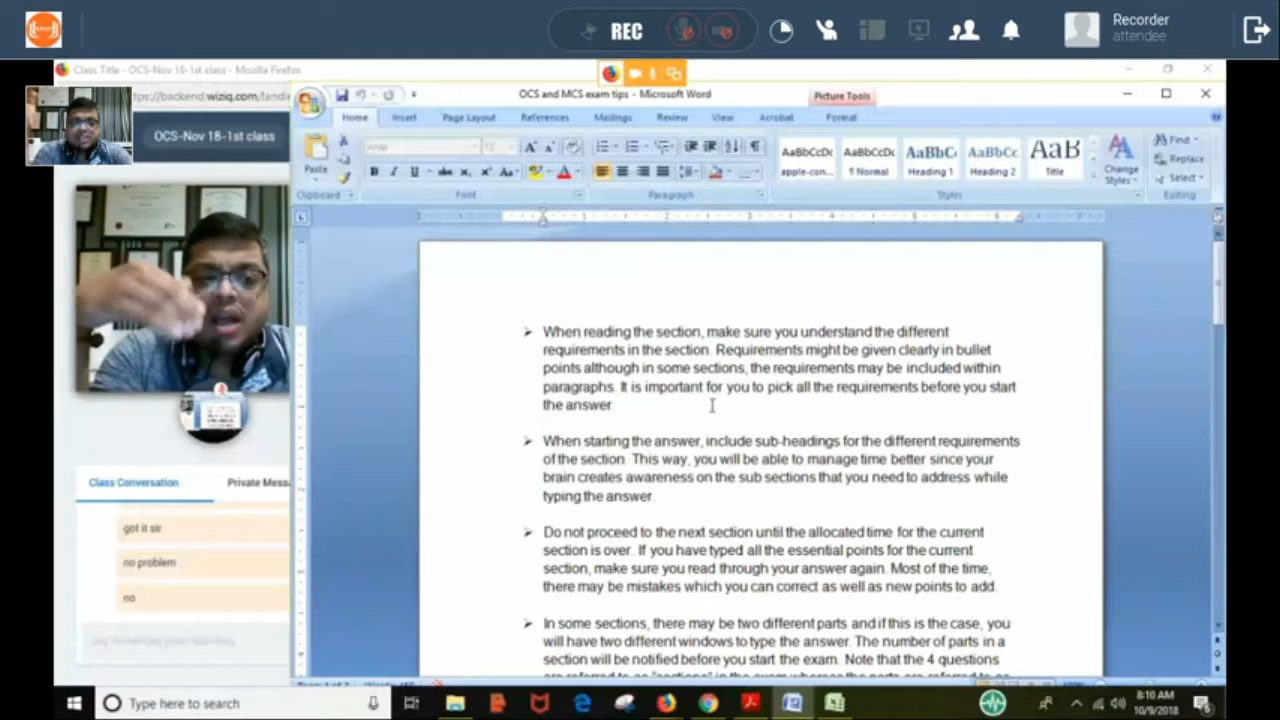 REC
Recorder
attendee
Class Title - OCS-Nov 18-1st class - Mozilla Firefox
ttps://backend.wiziq.com/landi
OCS-Nov 18-1st class
OCS and MCS exam tips - Microsoft Word
Picture Tools
Home Insert Page Layout References Mailings Review View Acrobat Format
Paste
AaBbCcDc AaBbCcDc AaBbC AaBbCc AaB
apple-con... ¶ Normal Heading 1 Heading 2 Title
Change
Styles
Find
Replace
Select
Clipboard Font Paragraph Styles Editing
➢ When reading the section, make sure you understand the different
requirements in the section. Requirements might be given clearly in bullet
points although in some sections, the requirements may be included within
paragraphs. It is important for you to pick all the requirements before you start
the answer.
➢ When starting the answer, include sub-headings for the different requirements
of the section. This way, you will be able to manage time better since your
brain creates awareness on the sub sections that you need to address while
typing the answer.
➢ Do not proceed to the next section until the allocated time for the current
section is over. If you have typed all the essential points for the current
section, make sure you read through your answer again. Most of the time,
there may be mistakes which you can correct as well as new points to add.
➢ In some sections, there may be two different parts and if this is the case, you
will have two different windows to type the answer. The number of parts in a
section will be notified before you start the exam. Note that the 4 questions
Class Conversation Private Messa
got it sir
no problem
no
Type here to search
8:10 AM
10/9/2018